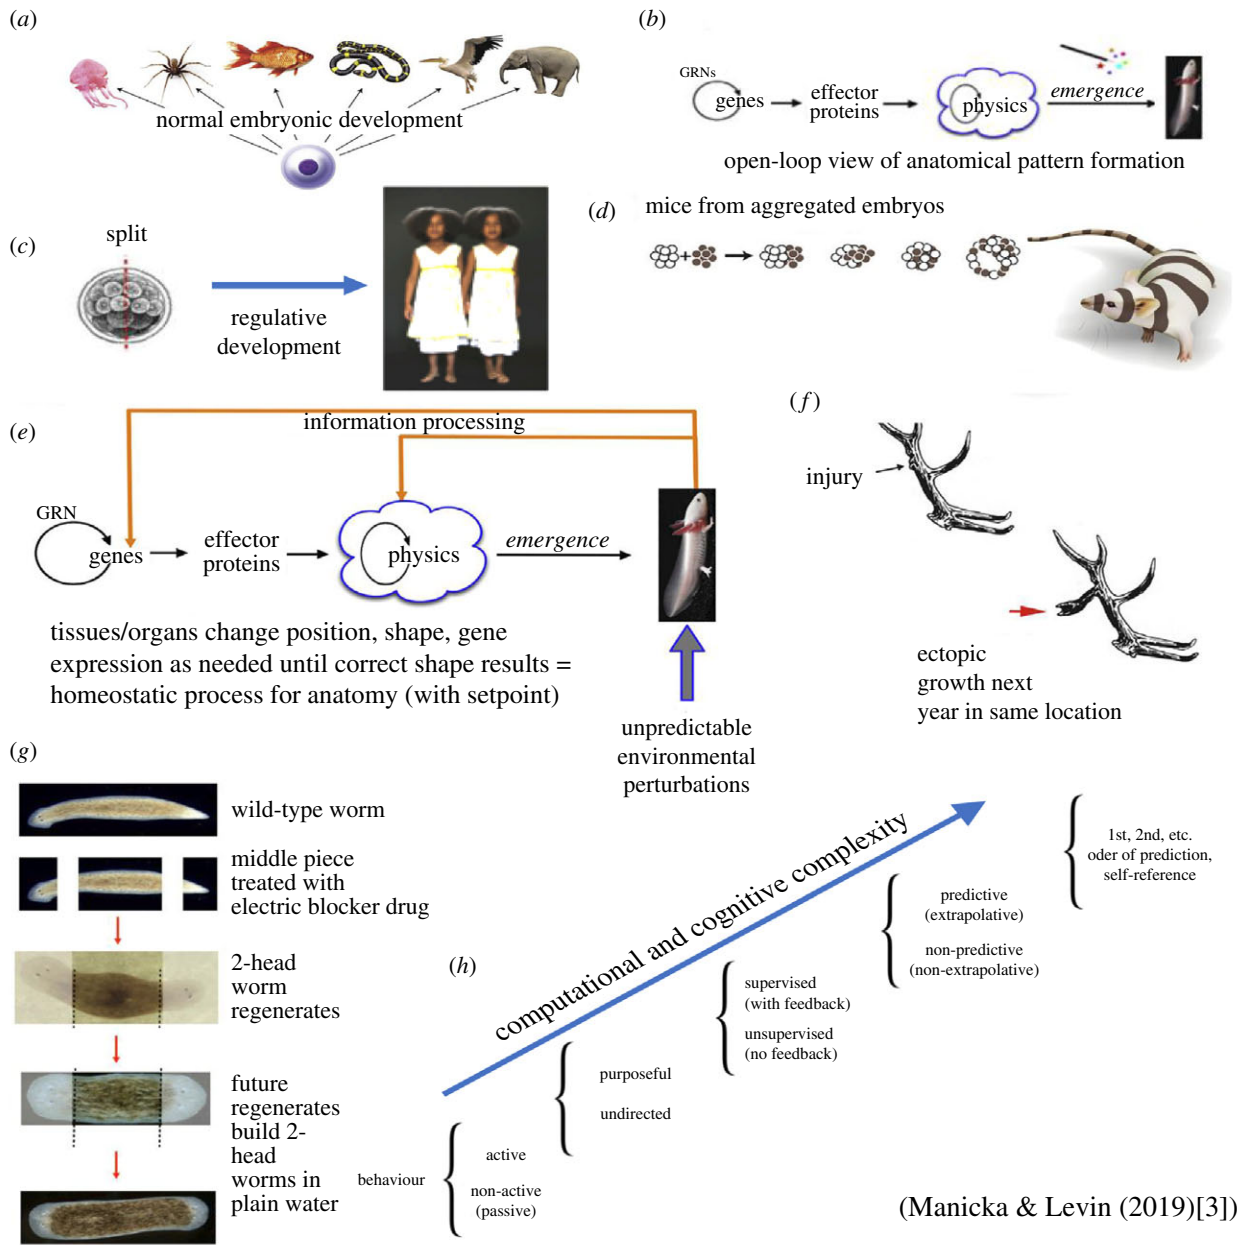 (a)
normal embryonic development
(b)
GRNs
genes
effector
proteins
physics
emergence
open-loop view of anatomical pattern formation
(c)
split
regulative
development
(d)
mice from aggregated embryos
+
(e)
information processing
GRN
genes
effector
proteins
physics
emergence
tissues/organs change position, shape, gene
expression as needed until correct shape results =
homeostatic process for anatomy (with setpoint)
unpredictable
environmental
perturbations
(f)
injury
ectopic
growth next
year in same location
(g)
wild-type worm
middle piece
treated with
electric blocker drug
2-head
worm
regenerates
future
regenerates
build 2-
head
worms in
plain water
(h)
computational and cognitive complexity
behaviour
active
non-active
(passive)
purposeful
undirected
supervised
(with feedback)
unsupervised
(no feedback)
predictive
(extrapolative)
non-predictive
(non-extrapolative)
1st, 2nd, etc.
oder of prediction,
self-reference
(Manicka & Levin (2019)[3])